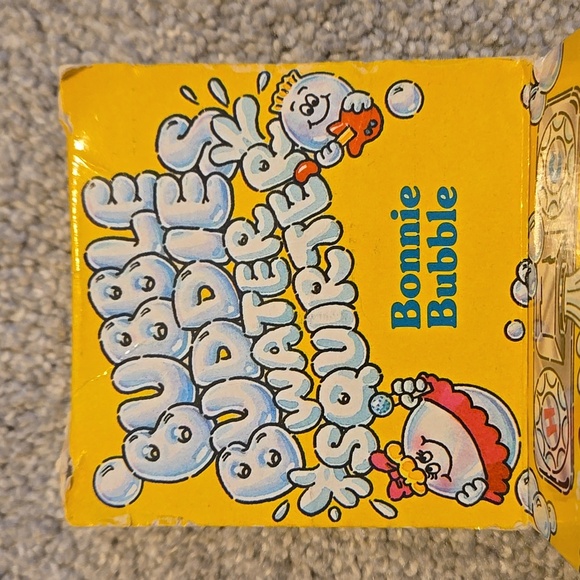 BUBBLE
BUDDIES
WATER
SQUIRTER
Bonnie
Bubble
H